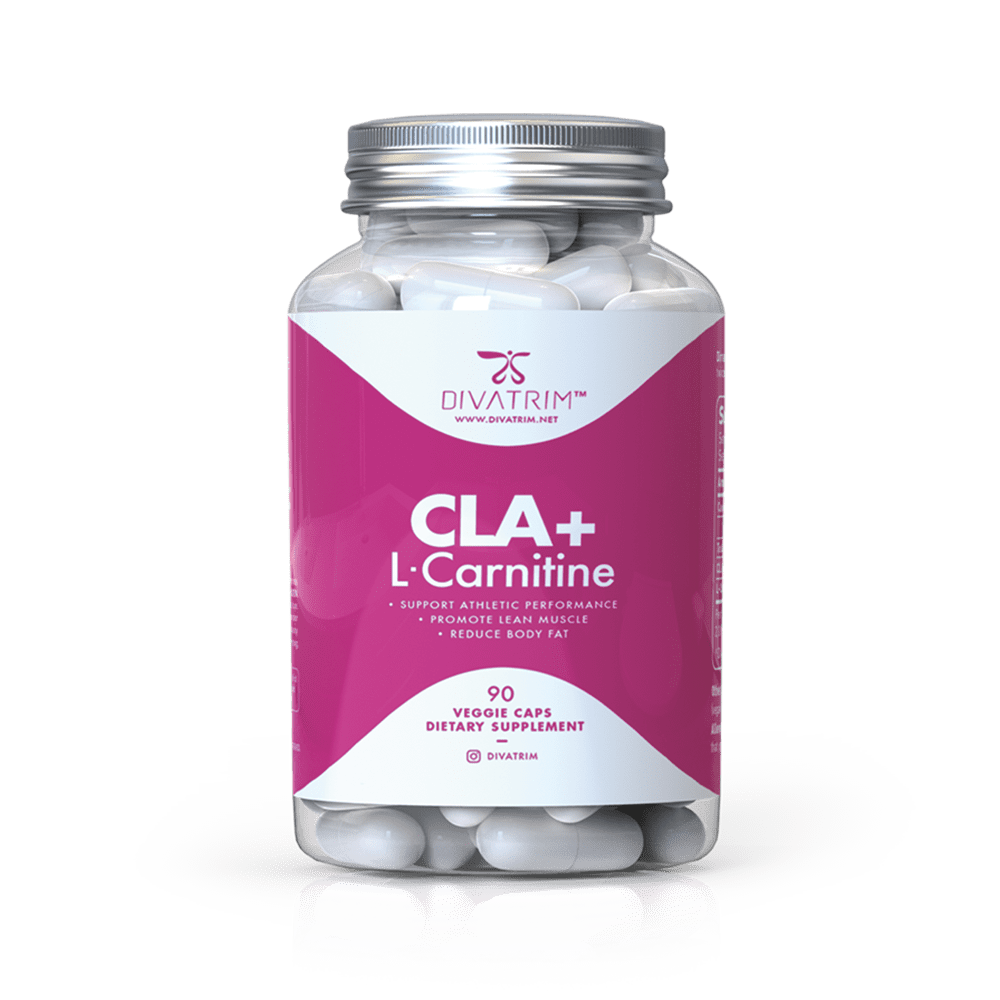 DIVATRIM™
WWW.DIVATRIM.NET
CLA+
L-Carnitine
• SUPPORT ATHLETIC PERFORMANCE
• PROMOTE LEAN MUSCLE
• REDUCE BODY FAT
90
VEGGIE CAPS
DIETARY SUPPLEMENT
DIVATRIM